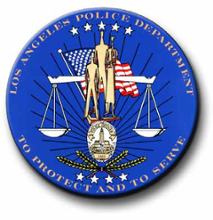 LOS ANGELES POLICE DEPARTMENT
TO PROTECT AND TO SERVE